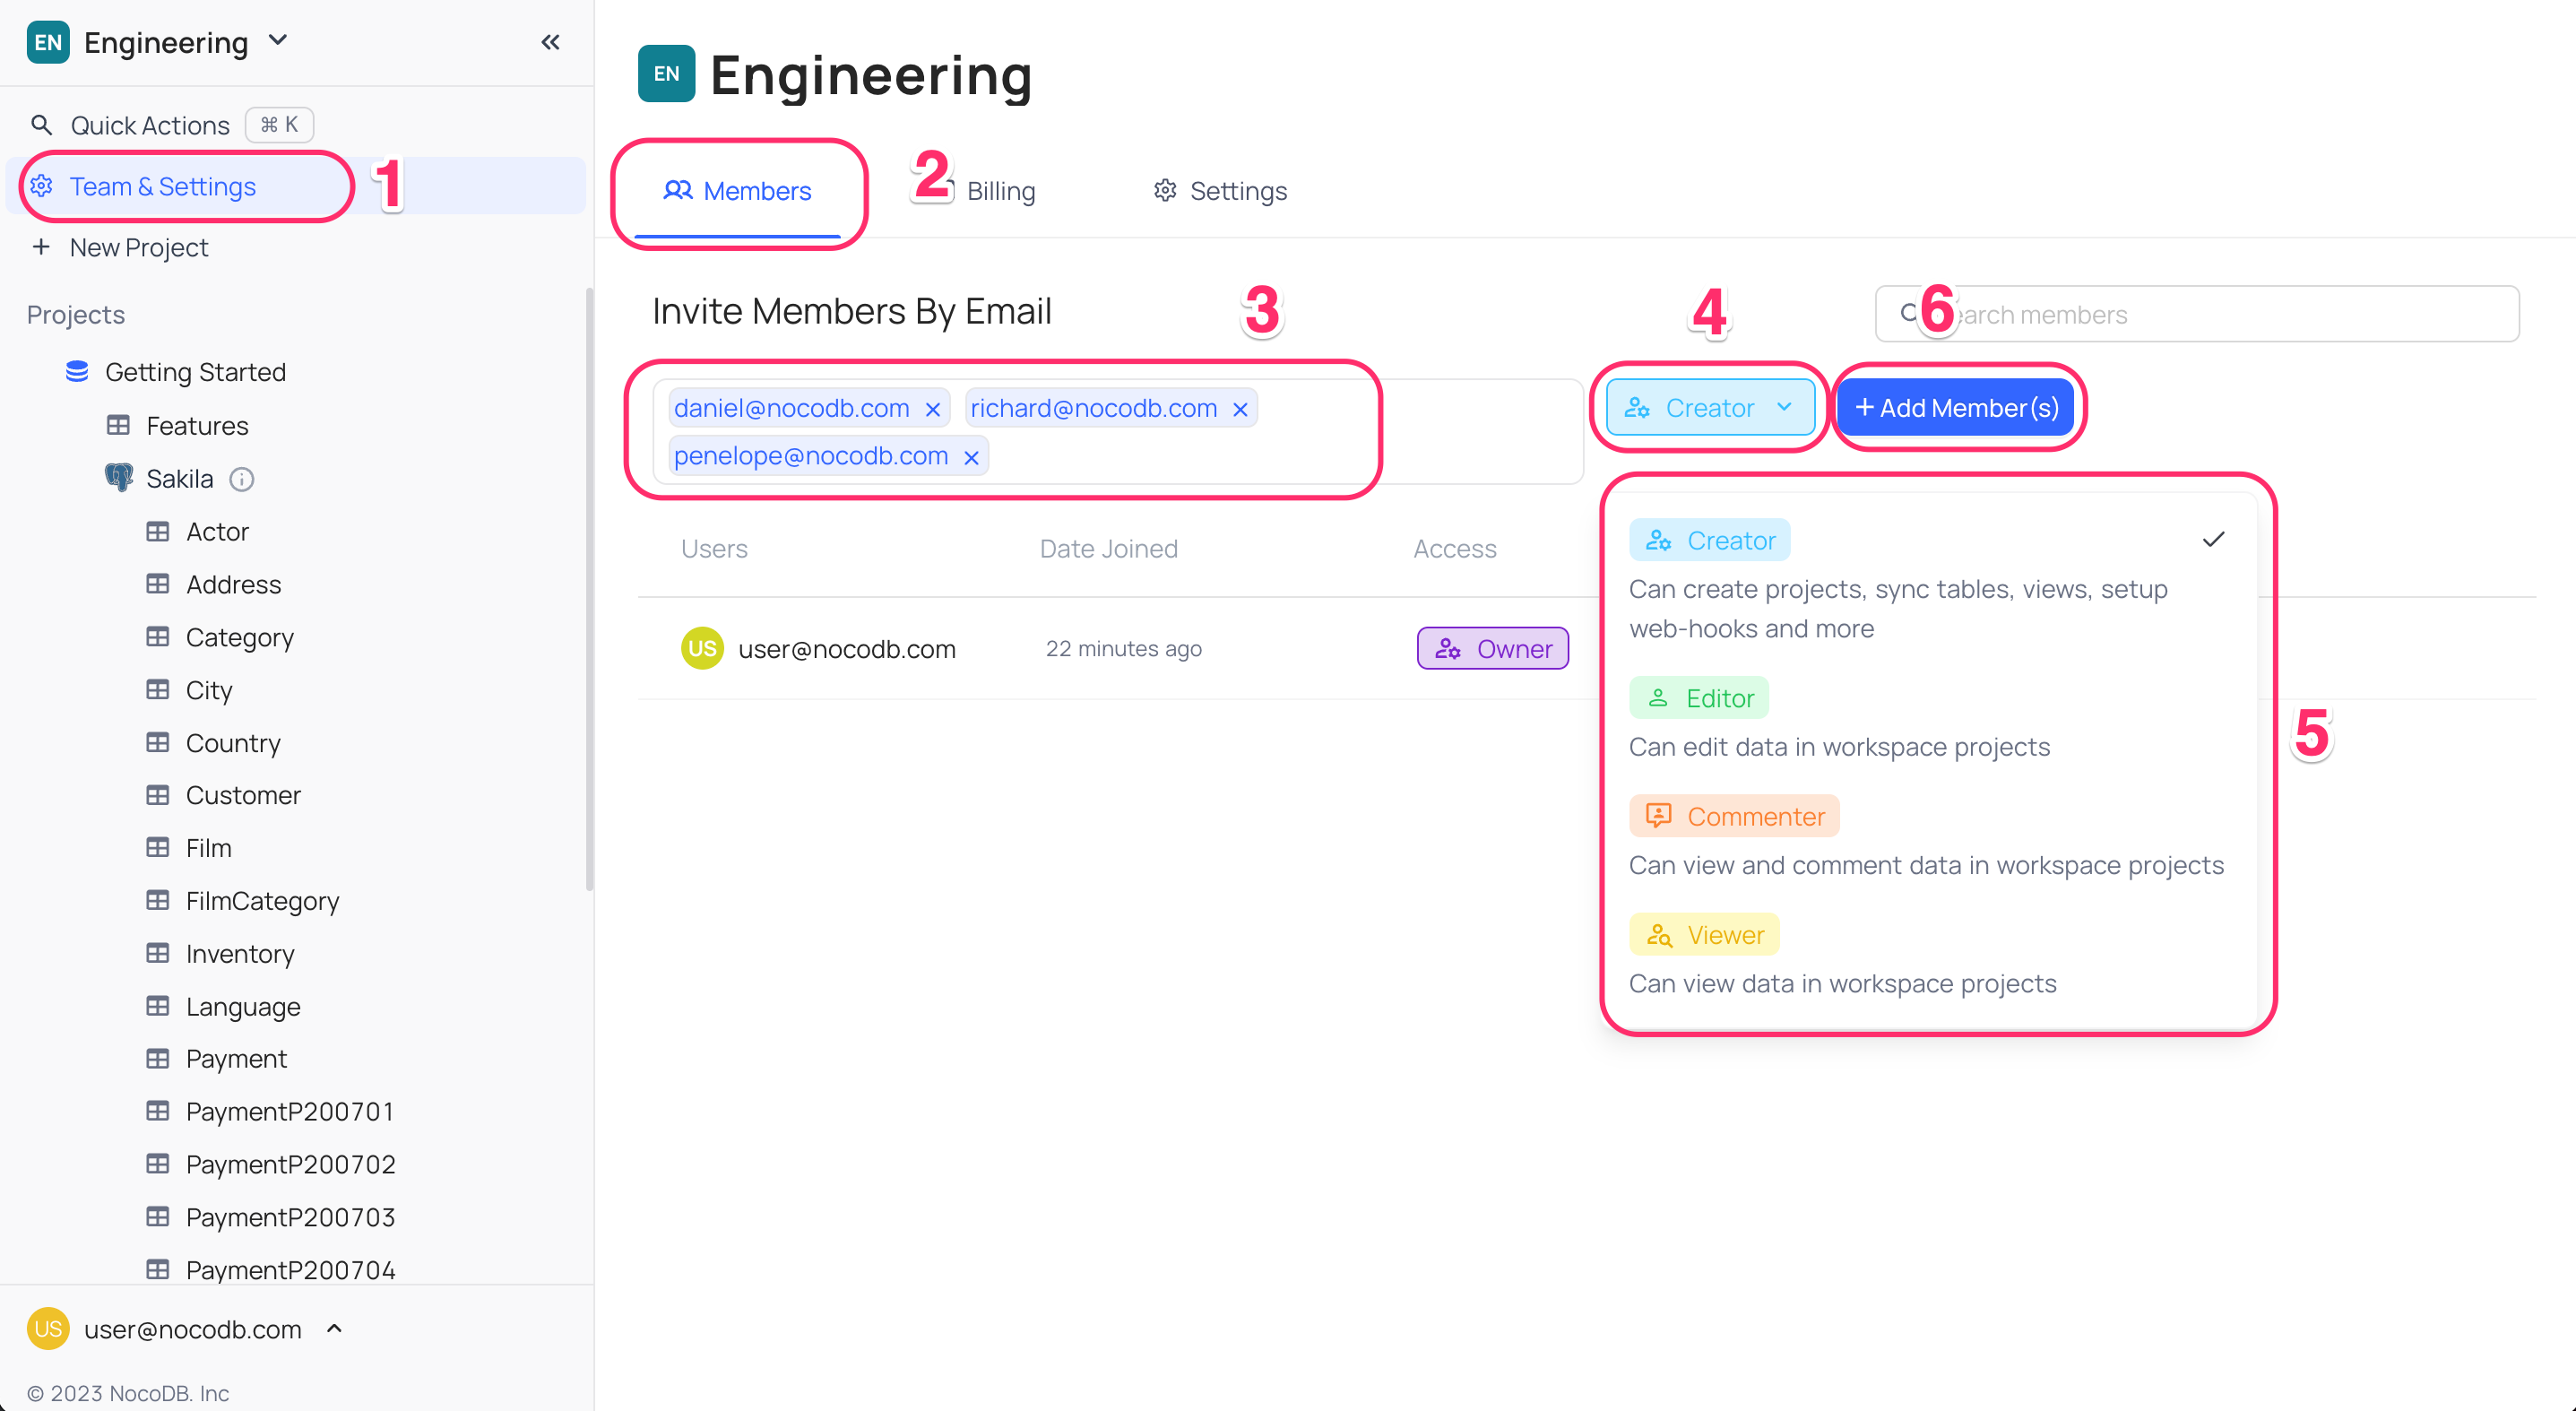 EN Engineering
Quick Actions ⌘ K
Team & Settings 1
New Project
Projects
Getting Started
Features
Sakila
Actor
Address
Category
City
Country
Customer
Film
FilmCategory
Inventory
Language
Payment
PaymentP200701
PaymentP200702
PaymentP200703
PaymentP200704
US user@nocodb.com
© 2023 NocoDB. Inc
EN Engineering
Members 2 Billing Settings
Invite Members By Email 3 4 6 earch members
daniel@nocodb.com richard@nocodb.com
penelope@nocodb.com
Creator
+ Add Member(s)
Users Date Joined Access
US user@nocodb.com 22 minutes ago Owner
Creator
Can create projects, sync tables, views, setup
web-hooks and more
Editor
Can edit data in workspace projects
5
Commenter
Can view and comment data in workspace projects
Viewer
Can view data in workspace projects